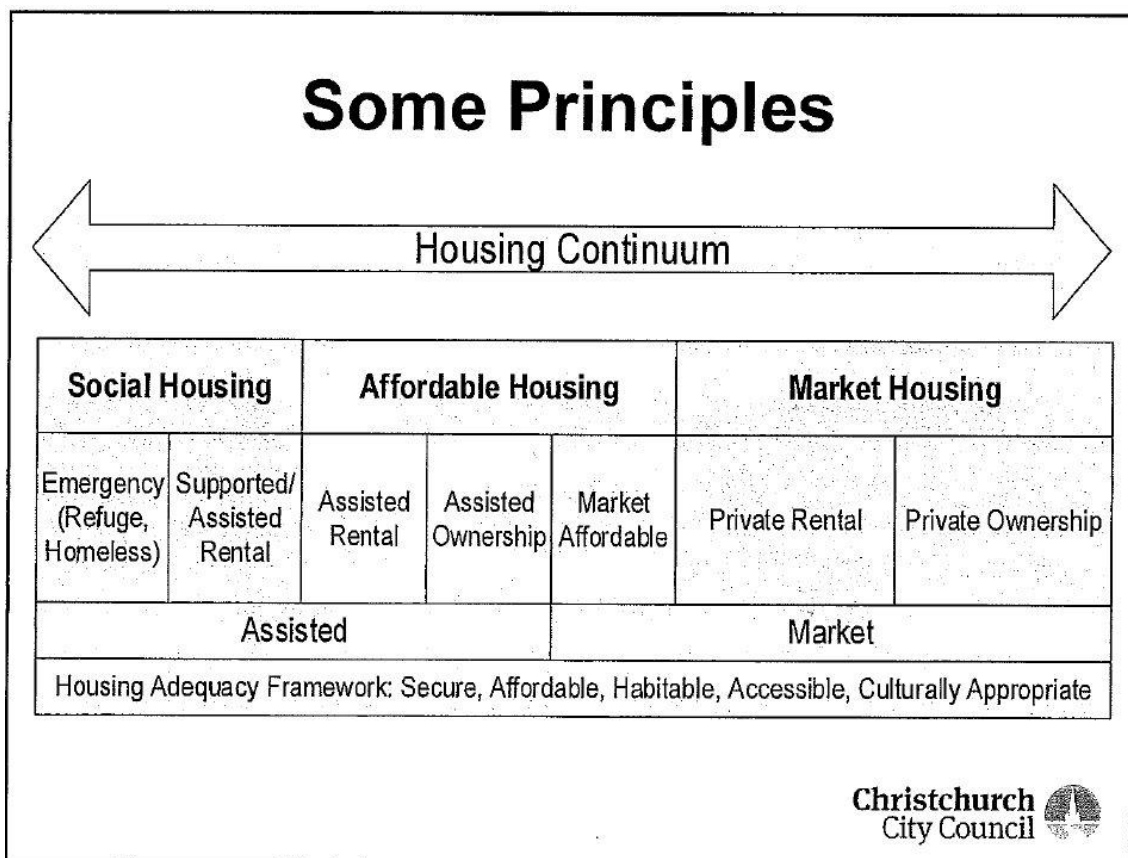 Some Principles
Housing Continuum
Social Housing
Affordable Housing
Market Housing
Emergency
(Refuge,
Homeless)
Supported/
Assisted
Rental
Assisted
Rental
Assisted
Ownership
Market
Affordable
Private Rental
Private Ownership
Assisted
Market
Housing Adequacy Framework: Secure, Affordable, Habitable, Accessible, Culturally Appropriate
Christchurch
City Council